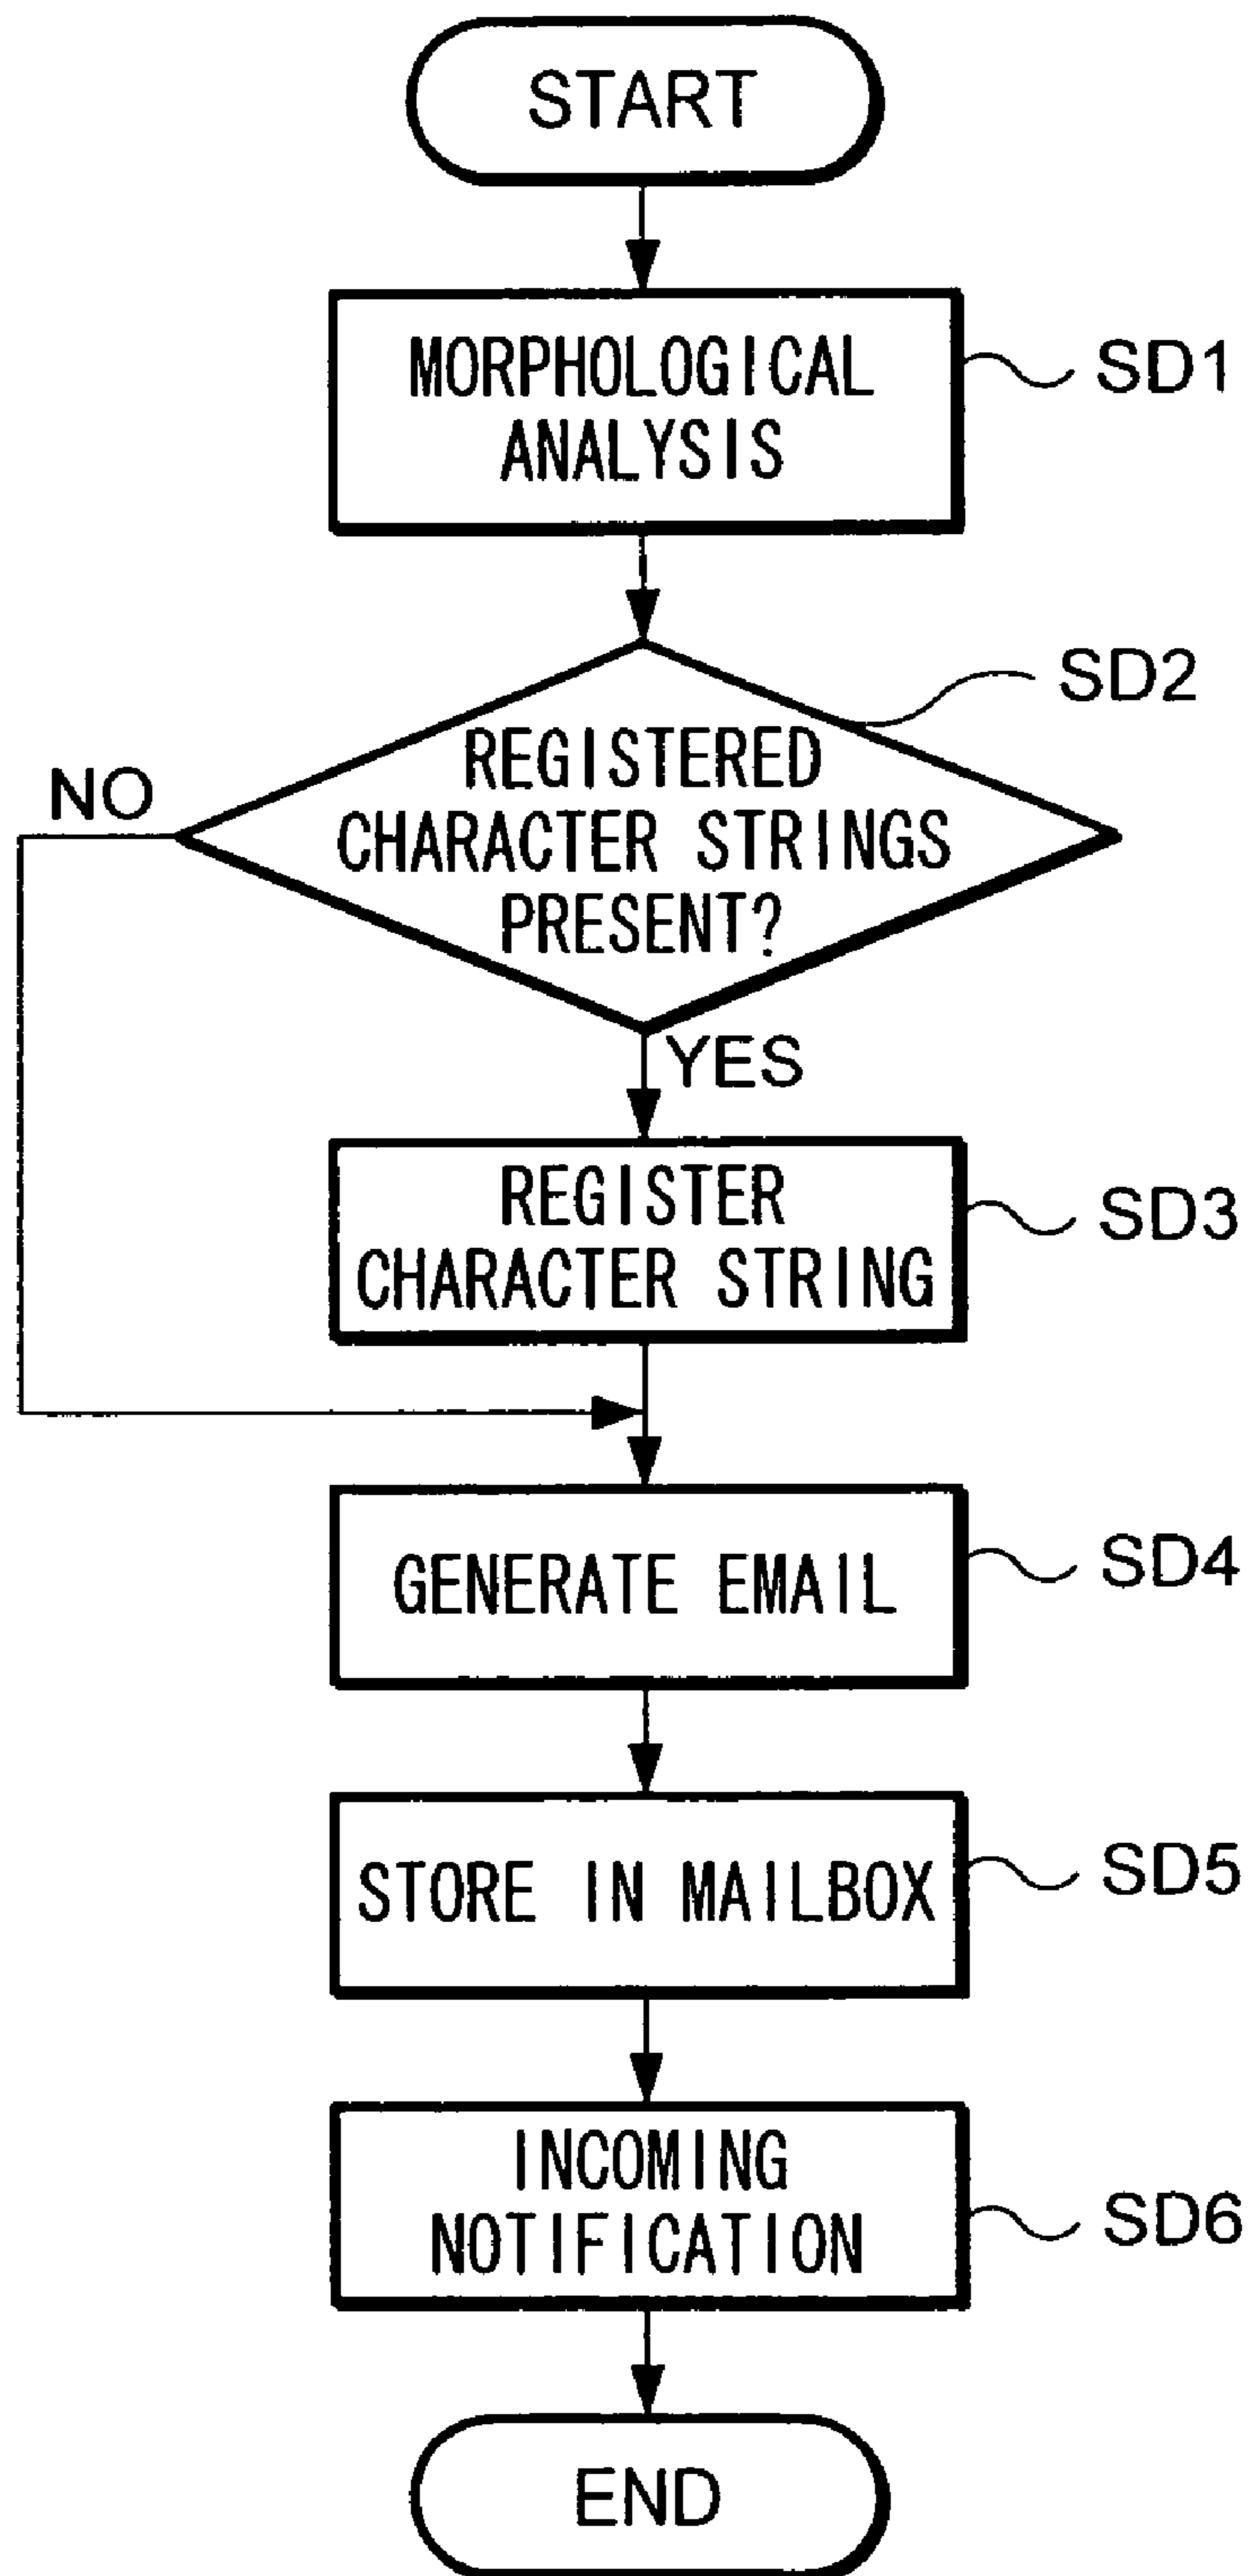 START
MORPHOLOGICAL
ANALYSIS
SD1
SD2
REGISTERED
CHARACTER STRINGS
PRESENT?
NO
YES
REGISTER
CHARACTER STRING
SD3
GENERATE EMAIL
SD4
STORE IN MAILBOX
SD5
INCOMING
NOTIFICATION
SD6
END